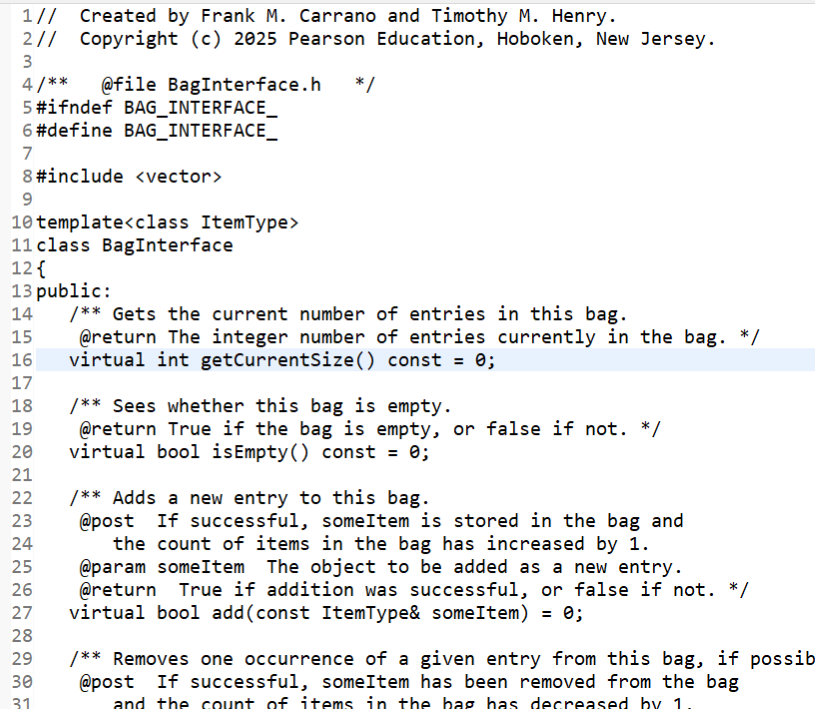 1//  Created by Frank M. Carrano and Timothy M. Henry.
2//  Copyright (c) 2025 Pearson Education, Hoboken, New Jersey.
3
4/**   @file BagInterface.h   */
5#ifndef BAG_INTERFACE_
6#define BAG_INTERFACE_
7
8#include <vector>
9
10template<class ItemType>
11class BagInterface
12{
13public:
14   /** Gets the current number of entries in this bag.
15    @return The integer number of entries currently in the bag. */
16   virtual int getCurrentSize() const = 0;
17
18   /** Sees whether this bag is empty.
19    @return True if the bag is empty, or false if not. */
20   virtual bool isEmpty() const = 0;
21
22   /** Adds a new entry to this bag.
23    @post  If successful, someItem is stored in the bag and
24       the count of items in the bag has increased by 1.
25    @param someItem  The object to be added as a new entry.
26    @return  True if addition was successful, or false if not. */
27   virtual bool add(const ItemType& someItem) = 0;
28
29   /** Removes one occurrence of a given entry from this bag, if possib
30    @post  If successful, someItem has been removed from the bag
31       and the count of items in the bag has decreased by 1.